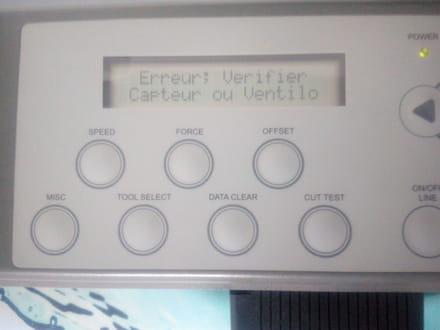 POWER
Erreur; Verifier
Capteur ou Ventilo
SPEED
FORCE
OFFSET
MISC
TOOL SELECT
DATA CLEAR
CUT TEST
ON/OFF
LINE